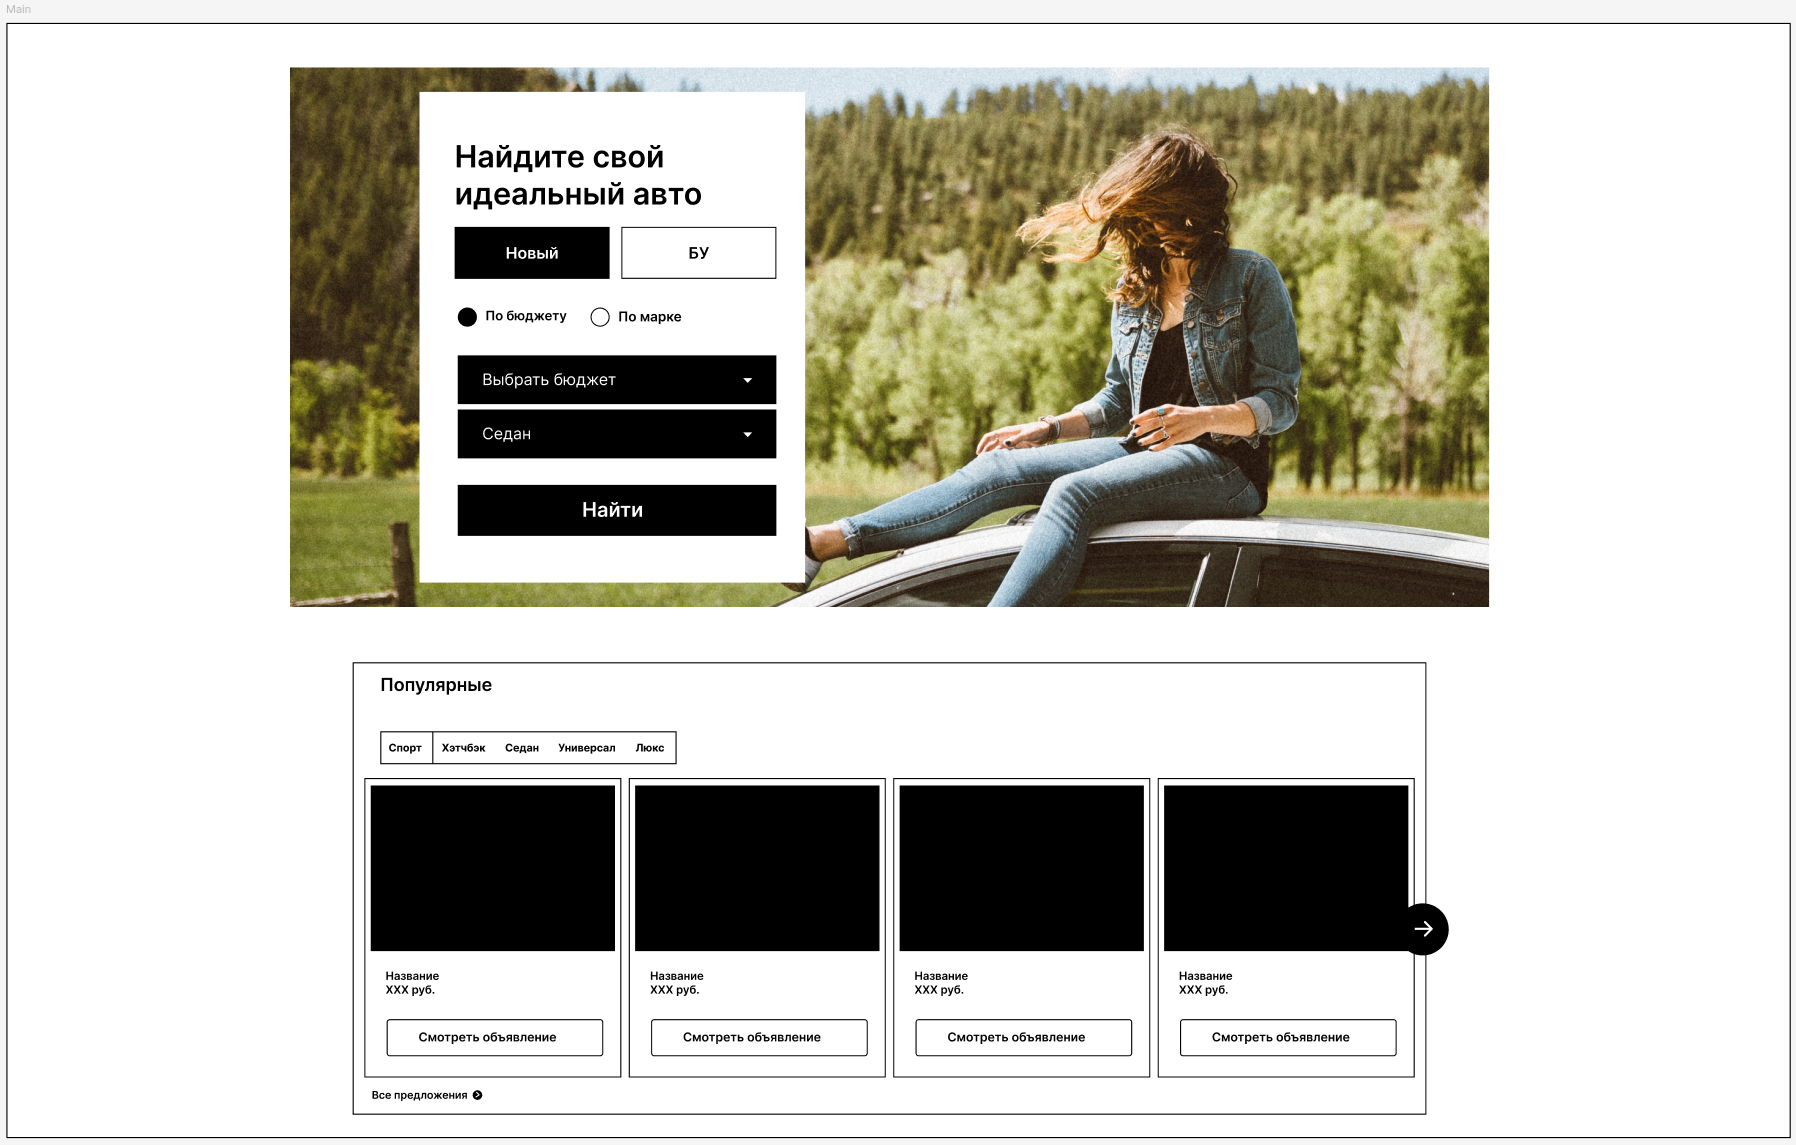 Main
Найдите свой
идеальный авто
Новый БУ
По бюджету По марке
Выбрать бюджет
Седан
Найти
Популярные
Спорт Хэтчбэк Седан Универсал Люкс
Название Название Название Название
XXX руб. XXX руб. XXX руб. XXX руб.
Смотреть объявление Смотреть объявление Смотреть объявление Смотреть объявление
Все предложения